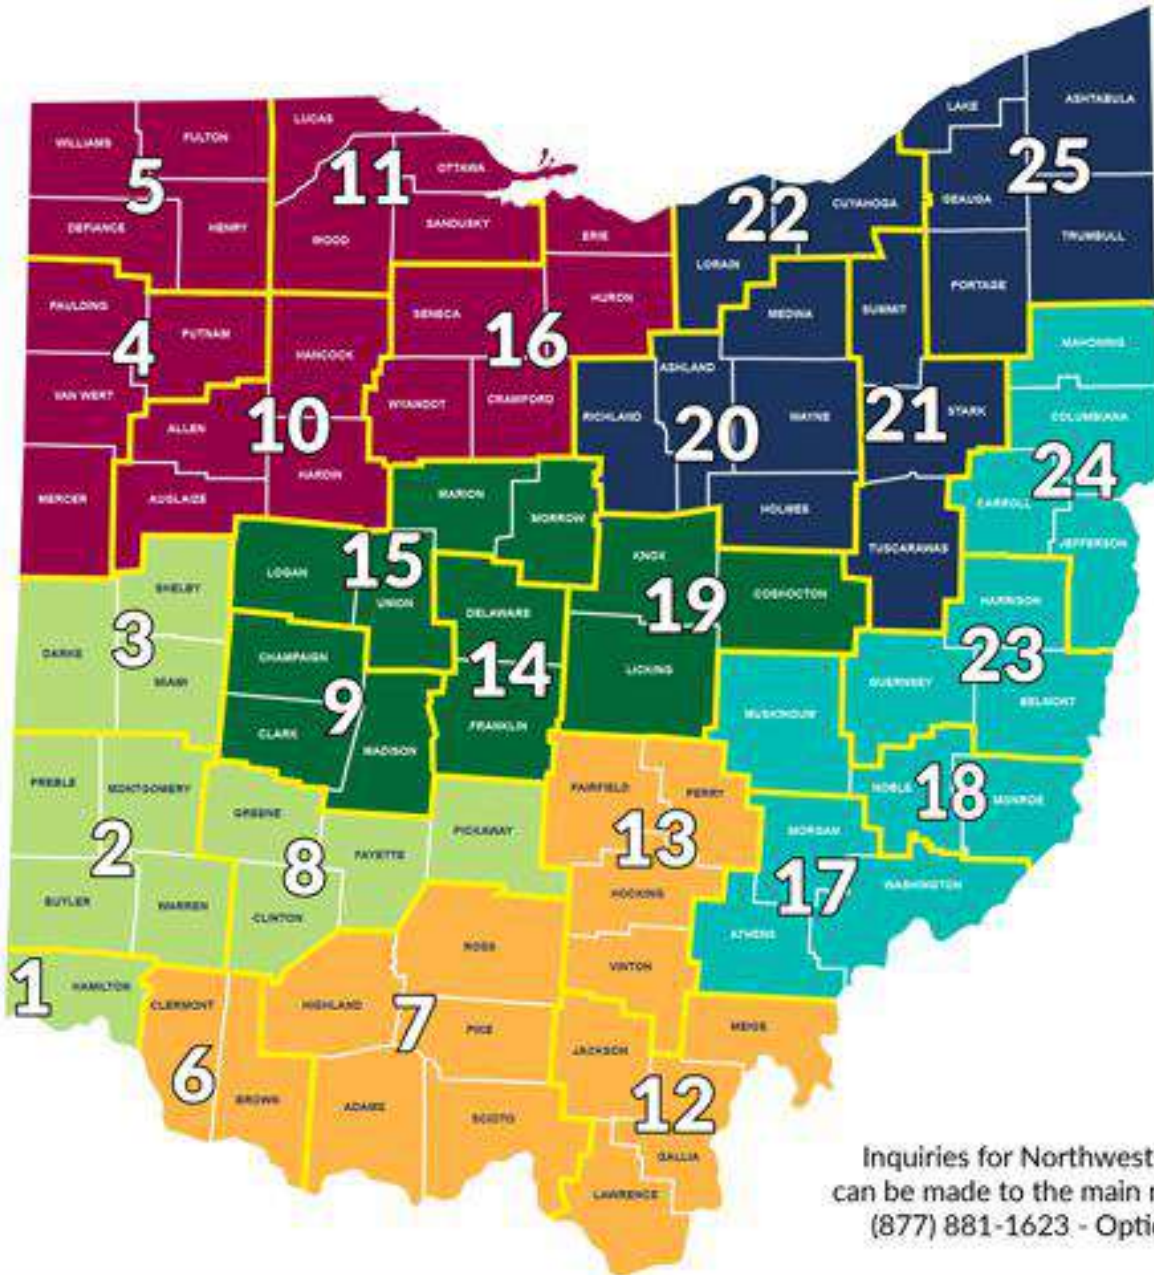 LAKE
ASHTABULA
LUCAS
WILLIAMS
FULTON
5
11
OTTAWA
25
22
CUYAHOGA
GEAUGA
DEFIANCE
HENRY
WOOD
SANDUSKY
ERIE
TRUMBULL
LORAIN
PORTAGE
PAULDING
PUTNAM
SENECA
HURON
MEDINA
SUMMIT
4
HANCOCK
16
MAHONING
ASHLAND
VAN WERT
WYANDOT
CRAWFORD
RICHLAND
WAYNE
STARK
COLUMBIANA
ALLEN
10
20
21
HARDIN
24
MERCER
AUGLAIZE
MARION
MORROW
HOLMES
CARROLL
TUSCARAWAS
JEFFERSON
LOGAN
15
KNOX
SHELBY
UNION
DELAWARE
19
COSHOCTON
HARRISON
3
DARKE
CHAMPAIGN
14
LICKING
23
MIAMI
GUERNSEY
9
BELMONT
CLARK
FRANKLIN
MUSKINGUM
MADISON
PREBLE
MONTGOMERY
FAIRFIELD
PERRY
NOBLE
18
MONROE
GREENE
PICKAWAY
MORGAN
2
8
FAYETTE
13
17
BUTLER
WARREN
CLINTON
HOCKING
WASHINGTON
ATHENS
ROSS
VINTON
1
HAMILTON
CLERMONT
HIGHLAND
7
PIKE
MEIGS
JACKSON
6
BROWN
ADAMS
SCIOTO
12
GALLIA
LAWRENCE
Inquiries for Northwest
can be made to the main
(877) 881-1623 - Optio